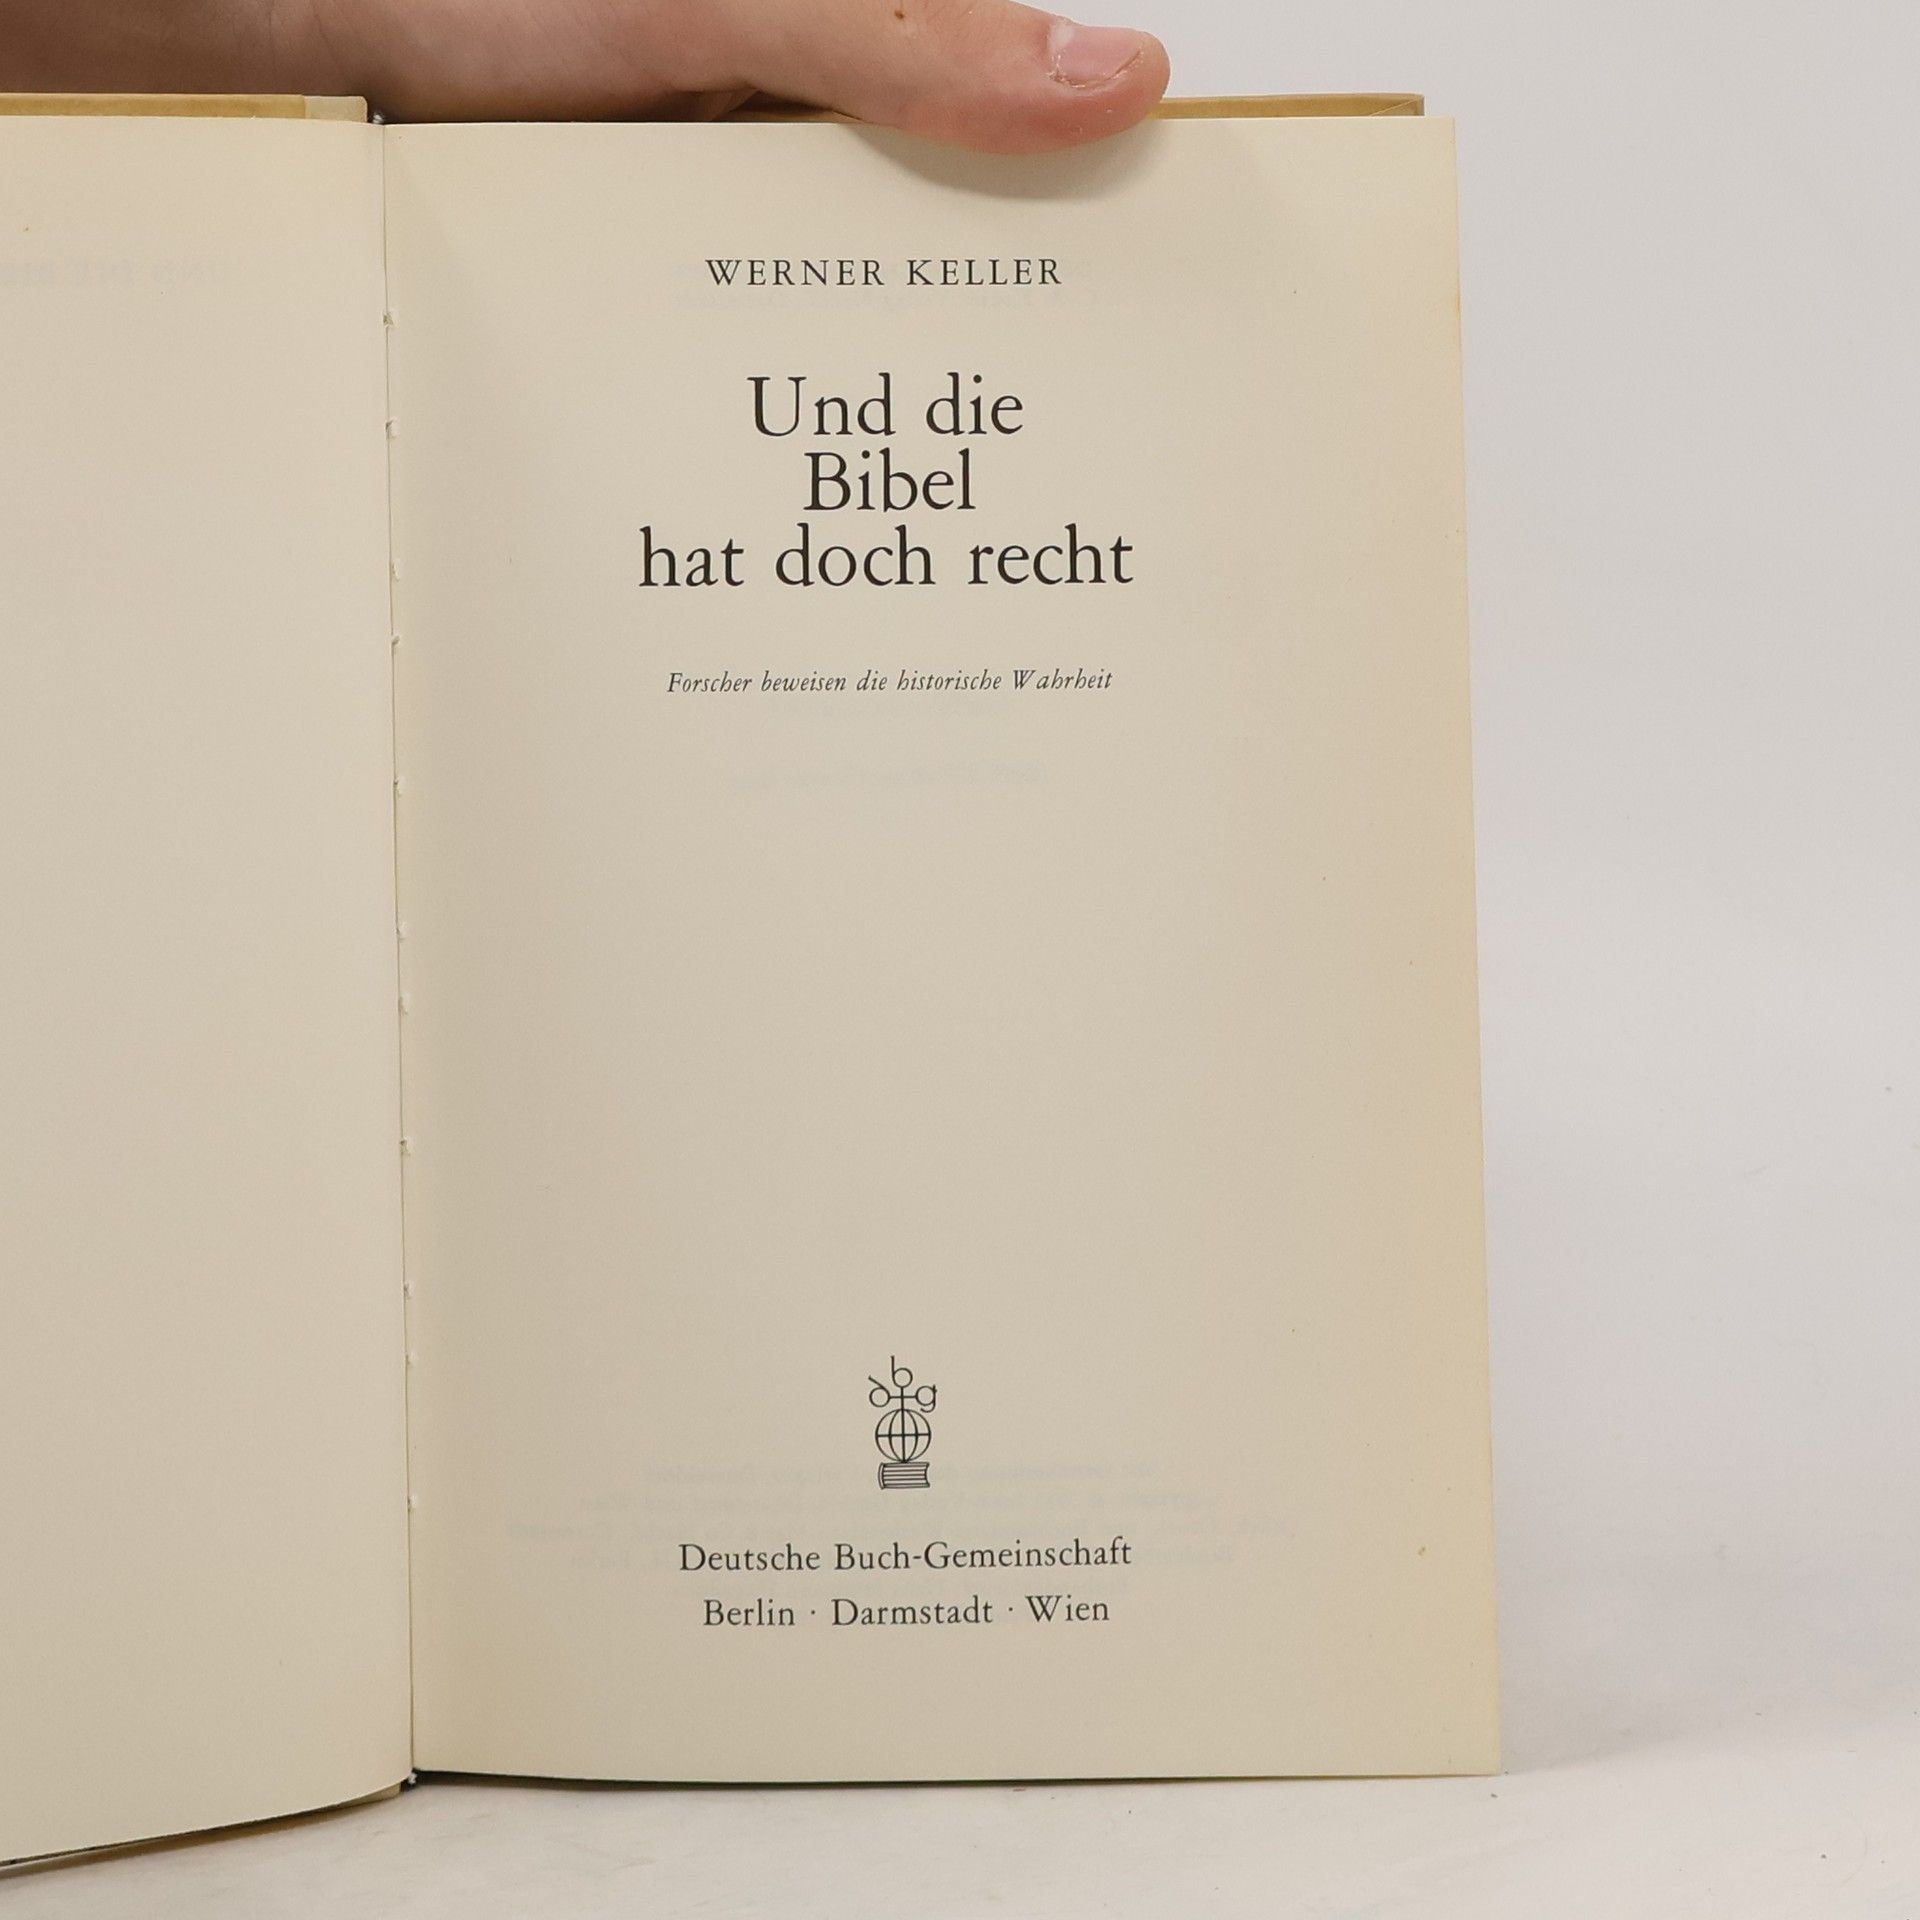 WERNER KELLER
Und die
Bibel
hat doch recht
Forscher beweisen die historische Wahrheit
dbg
Deutsche Buch-Gemeinschaft
Berlin · Darmstadt · Wien